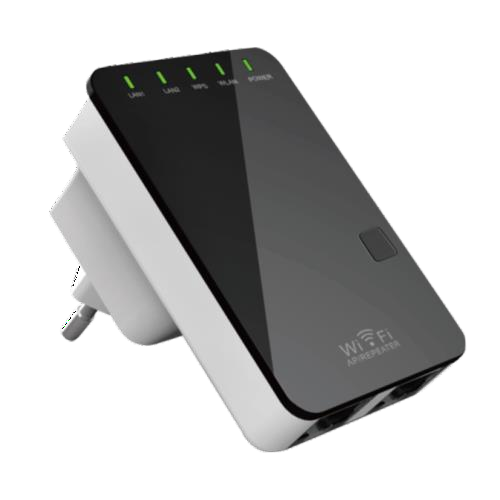 LAN1 LAN2 WPS WLAN POWER
WiFi
AP/REPEATER